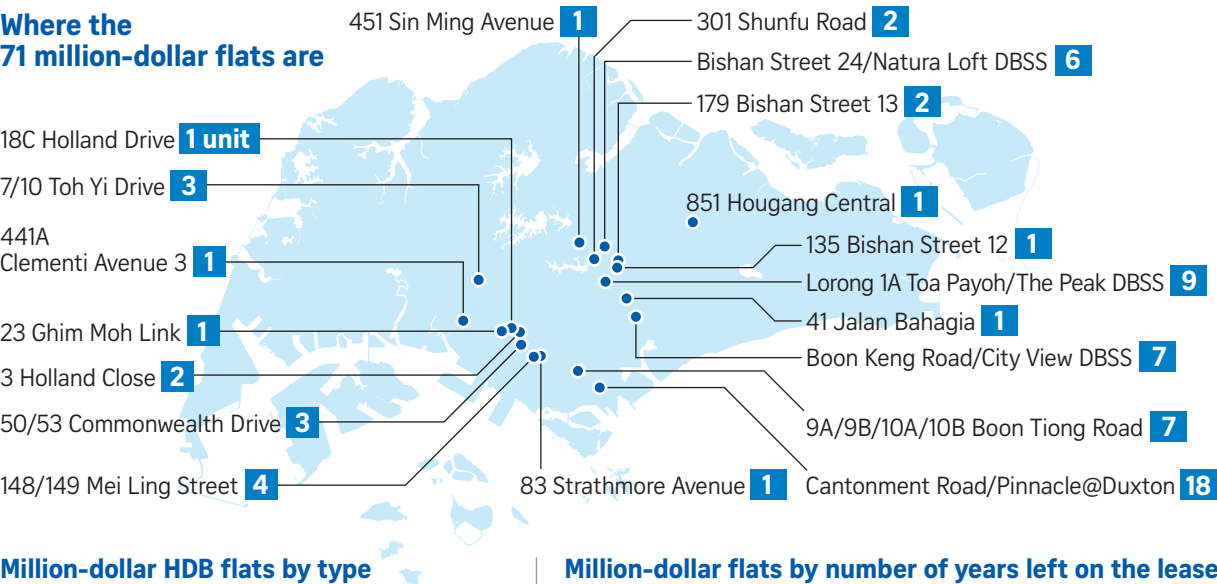 Where the
71 million-dollar flats are
451 Sin Ming Avenue 1
301 Shunfu Road 2
Bishan Street 24/Natura Loft DBSS 6
179 Bishan Street 13 2
18C Holland Drive 1 unit
7/10 Toh Yi Drive 3
851 Hougang Central 1
441A
Clementi Avenue 3 1
135 Bishan Street 12 1
Lorong 1A Toa Payoh/The Peak DBSS 9
23 Ghim Moh Link 1
41 Jalan Bahagia 1
3 Holland Close 2
Boon Keng Road/City View DBSS 7
50/53 Commonwealth Drive 3
9A/9B/10A/10B Boon Tiong Road 7
148/149 Mei Ling Street 4
83 Strathmore Avenue 1
Cantonment Road/Pinnacle@Duxton 18
Million-dollar HDB flats by type
Million-dollar flats by number of years left on the lease